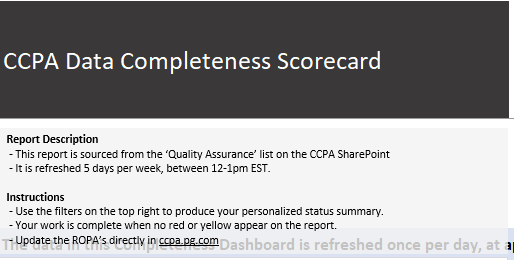 CCPA Data Completeness Scorecard
Report Description
- This report is sourced from the ‘Quality Assurance’ list on the CCPA SharePoint
- It is refreshed 5 days per week, between 12-1pm EST.
Instructions
- Use the filters on the top right to produce your personalized status summary.
- Your work is complete when no red or yellow appear on the report.
- Update the ROPA’s directly in ccpa.pg.com
The data in this Completeness Dashboard is refreshed once per day, at